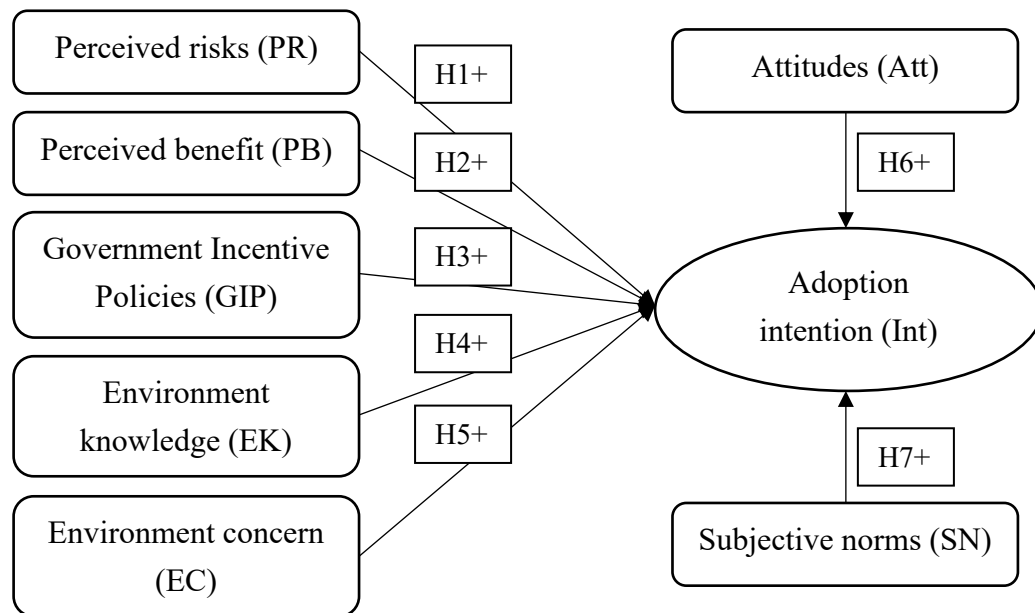 Perceived risks (PR)
H1+
Perceived benefit (PB)
H2+
Government Incentive
Policies (GIP)
H3+
Environment
knowledge (EK)
H4+
Environment concern
(EC)
H5+
Attitudes (Att)
H6+
Adoption
intention (Int)
H7+
Subjective norms (SN)